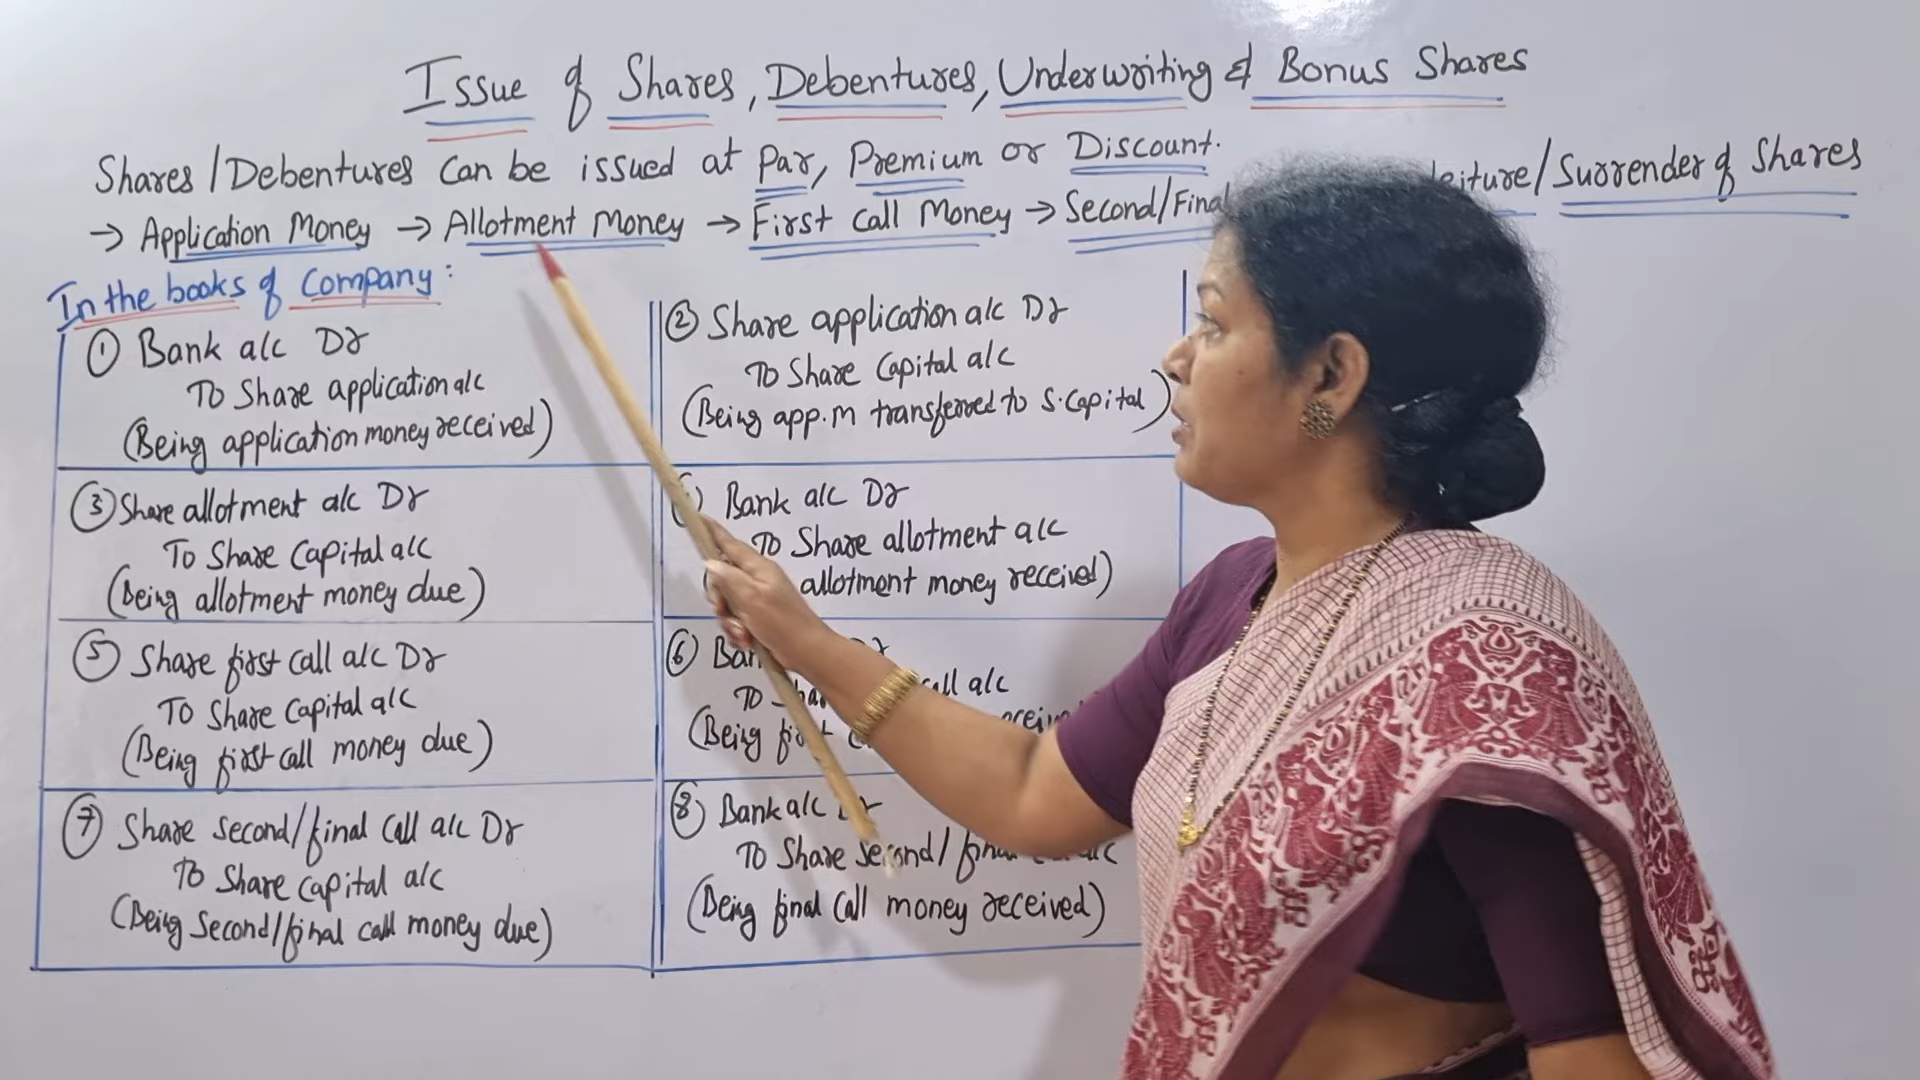 Issue of Shares, Debentures, Underwriting & Bonus Shares
Shares/Debentures can be issued at Par, Premium or Discount.
/Surrender of Shares
→ Application Money → Allotment Money → First Call Money → Second/Final
In the books of Company:
① Bank a/c Dr
To Share application a/c
(Being application money received)
② Share application a/c Dr
To Share Capital a/c
(Being app.m transferred to S.Capital)
③ Share allotment a/c Dr
To Share Capital a/c
(Being allotment money due)
Bank a/c Dr
To Share allotment a/c
allotment money received)
⑤ Share first call a/c Dr
To Share Capital a/c
(Being first call money due)
⑥ Dr
To call a/c
(Being first
⑦ Share second/final call a/c Dr
To Share capital a/c
(Being Second/final call money due)
⑧ Bank a/c Dr
To Share second/final
(Being final call money received)